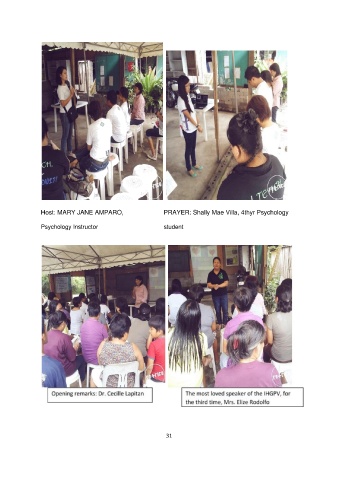 Host: MARY JANE AMPARO,
Psychology Instructor
PRAYER: Shally Mae Villa, 4thyr Psychology
student
Opening remarks: Dr. Cecille Lapitan
The most loved speaker of the IHGPV, for
the third time, Mrs. Elize Rodolfo
31